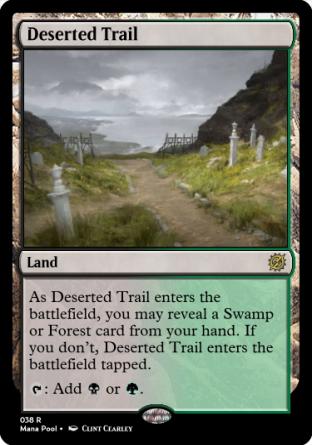 Deserted Trail
Land
As Deserted Trail enters the
battlefield, you may reveal a Swamp
or Forest card from your hand. If
you don't, Deserted Trail enters the
battlefield tapped.
: Add or .
038 R
Mana Pool • Clint Cearley